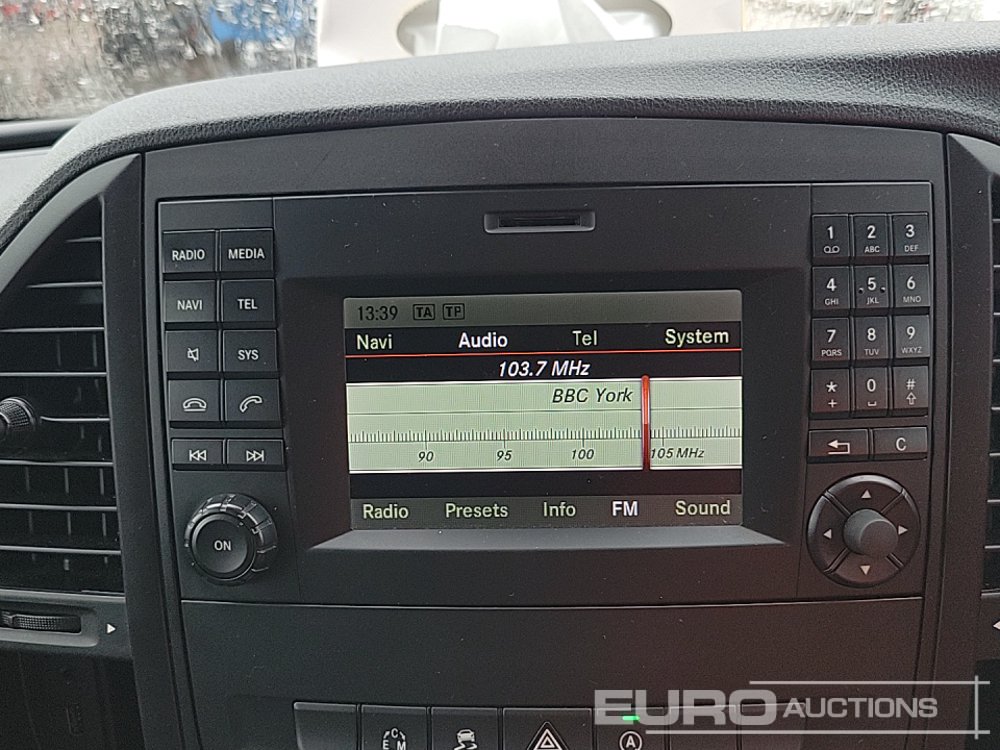 RADIO MEDIA
NAVI TEL
SYS
ON
13:39 TA TP
Navi Audio Tel System
103.7 MHz
BBC York
90 95 100 105 MHz
Radio Presets Info FM Sound
1 2 ABC 3 DEF
4 GHI 5 JKL 6 MNO
7 PQRS 8 TUV 9 WXYZ
* + 0 #
C
C E M
A
EURO AUCTIONS